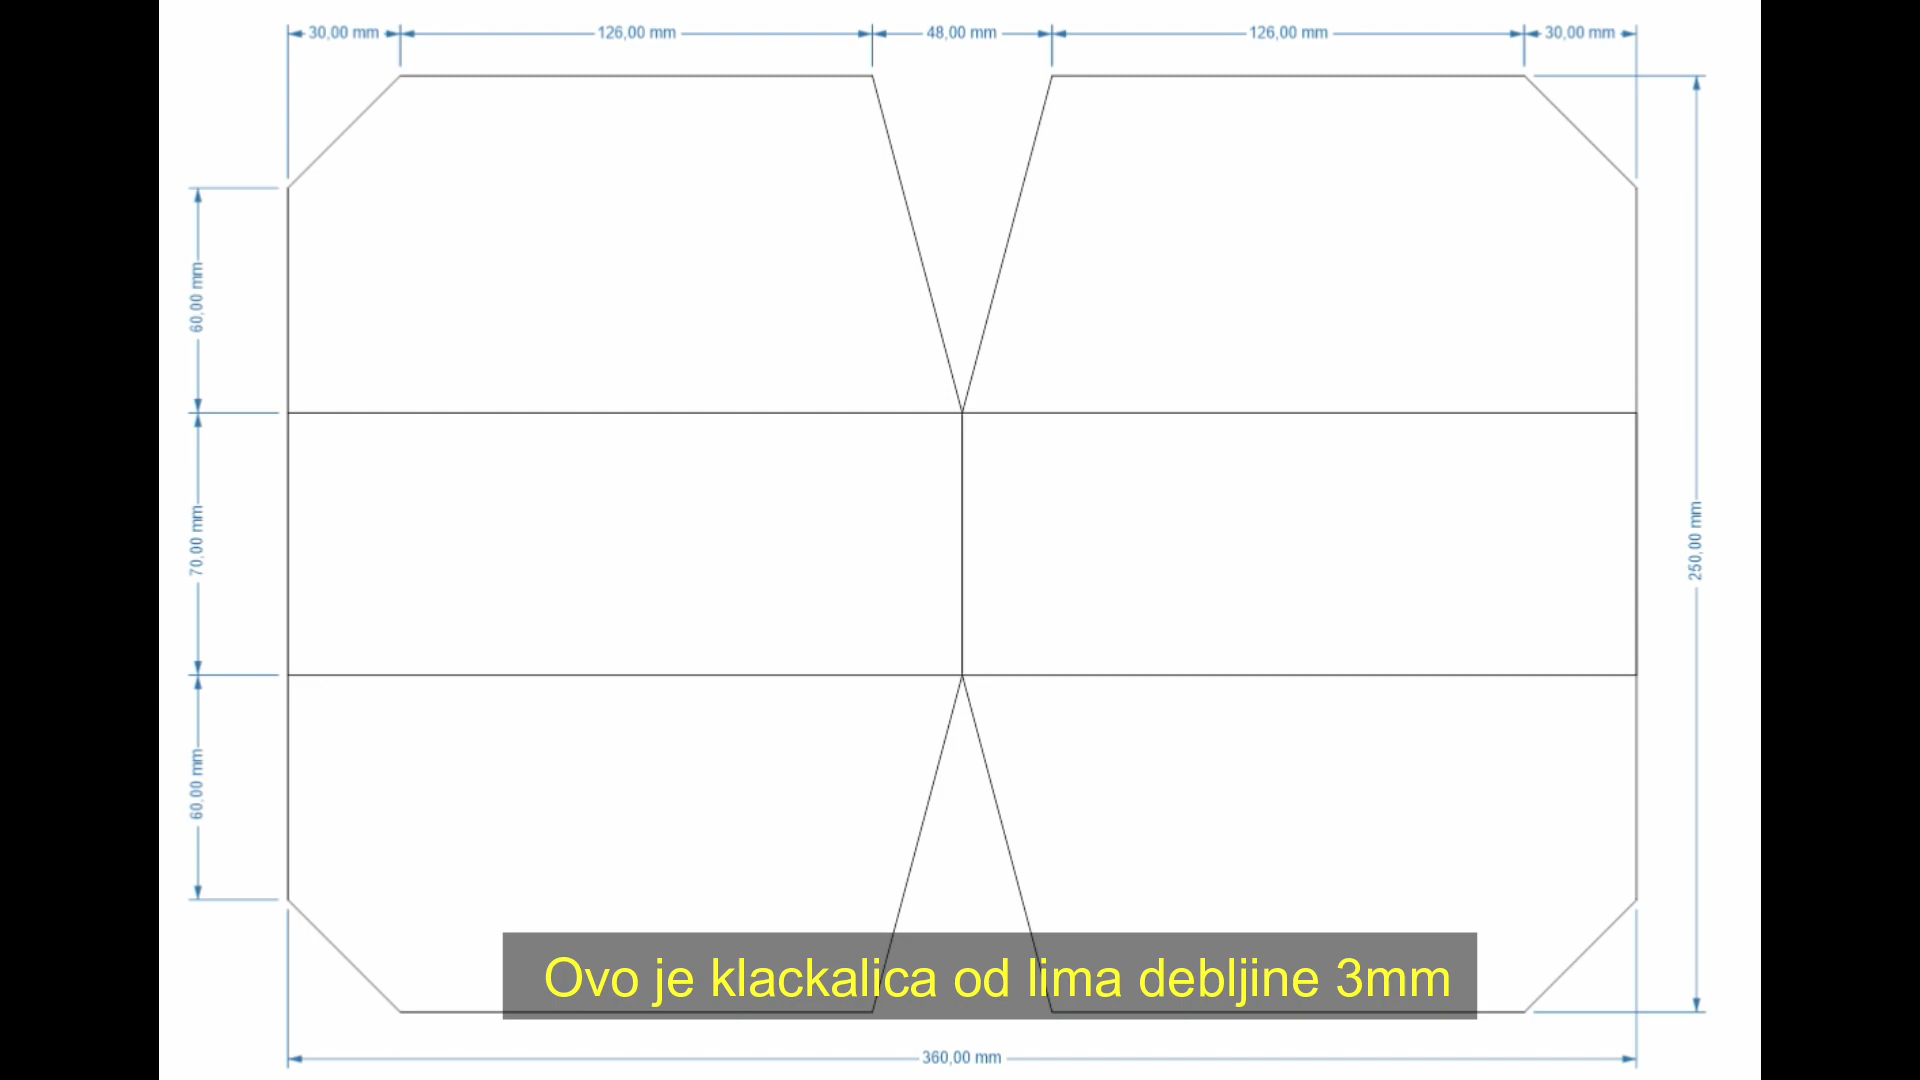 30,00 mm 126,00 mm 48,00 mm 126,00 mm 30,00 mm
60,00 mm
70,00 mm
250,00 mm
60,00 mm
Ovo je klackalica od lima debljine 3mm
360,00 mm